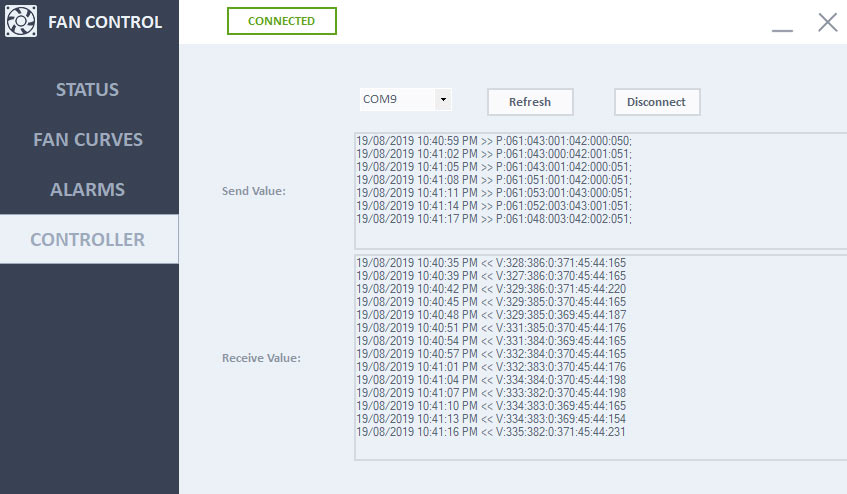 FAN CONTROL
CONNECTED
STATUS
FAN CURVES
ALARMS
CONTROLLER
COM9
Refresh
Disconnect
Send Value:
19/08/2019 10:40:59 PM >> P:061:043:001:042:000:050;
19/08/2019 10:41:02 PM >> P:061:043:000:042:001:051;
19/08/2019 10:41:05 PM >> P:061:043:001:042:000:051;
19/08/2019 10:41:08 PM >> P:061:051:001:042:000:051;
19/08/2019 10:41:11 PM >> P:061:053:001:043:000:051;
19/08/2019 10:41:14 PM >> P:061:052:003:043:001:051;
19/08/2019 10:41:17 PM >> P:061:048:003:042:002:051;
Receive Value:
19/08/2019 10:40:35 PM << V:328:386:0:371:45:44:165
19/08/2019 10:40:39 PM << V:327:386:0:370:45:44:165
19/08/2019 10:40:42 PM << V:329:386:0:371:45:44:220
19/08/2019 10:40:45 PM << V:329:385:0:370:45:44:165
19/08/2019 10:40:48 PM << V:329:385:0:369:45:44:187
19/08/2019 10:40:51 PM << V:331:385:0:370:45:44:176
19/08/2019 10:40:54 PM << V:331:384:0:369:45:44:165
19/08/2019 10:40:57 PM << V:332:384:0:370:45:44:165
19/08/2019 10:41:01 PM << V:332:383:0:370:45:44:176
19/08/2019 10:41:04 PM << V:334:384:0:370:45:44:198
19/08/2019 10:41:07 PM << V:333:382:0:370:45:44:198
19/08/2019 10:41:10 PM << V:334:383:0:369:45:44:165
19/08/2019 10:41:13 PM << V:334:383:0:369:45:44:154
19/08/2019 10:41:16 PM << V:335:382:0:371:45:44:231